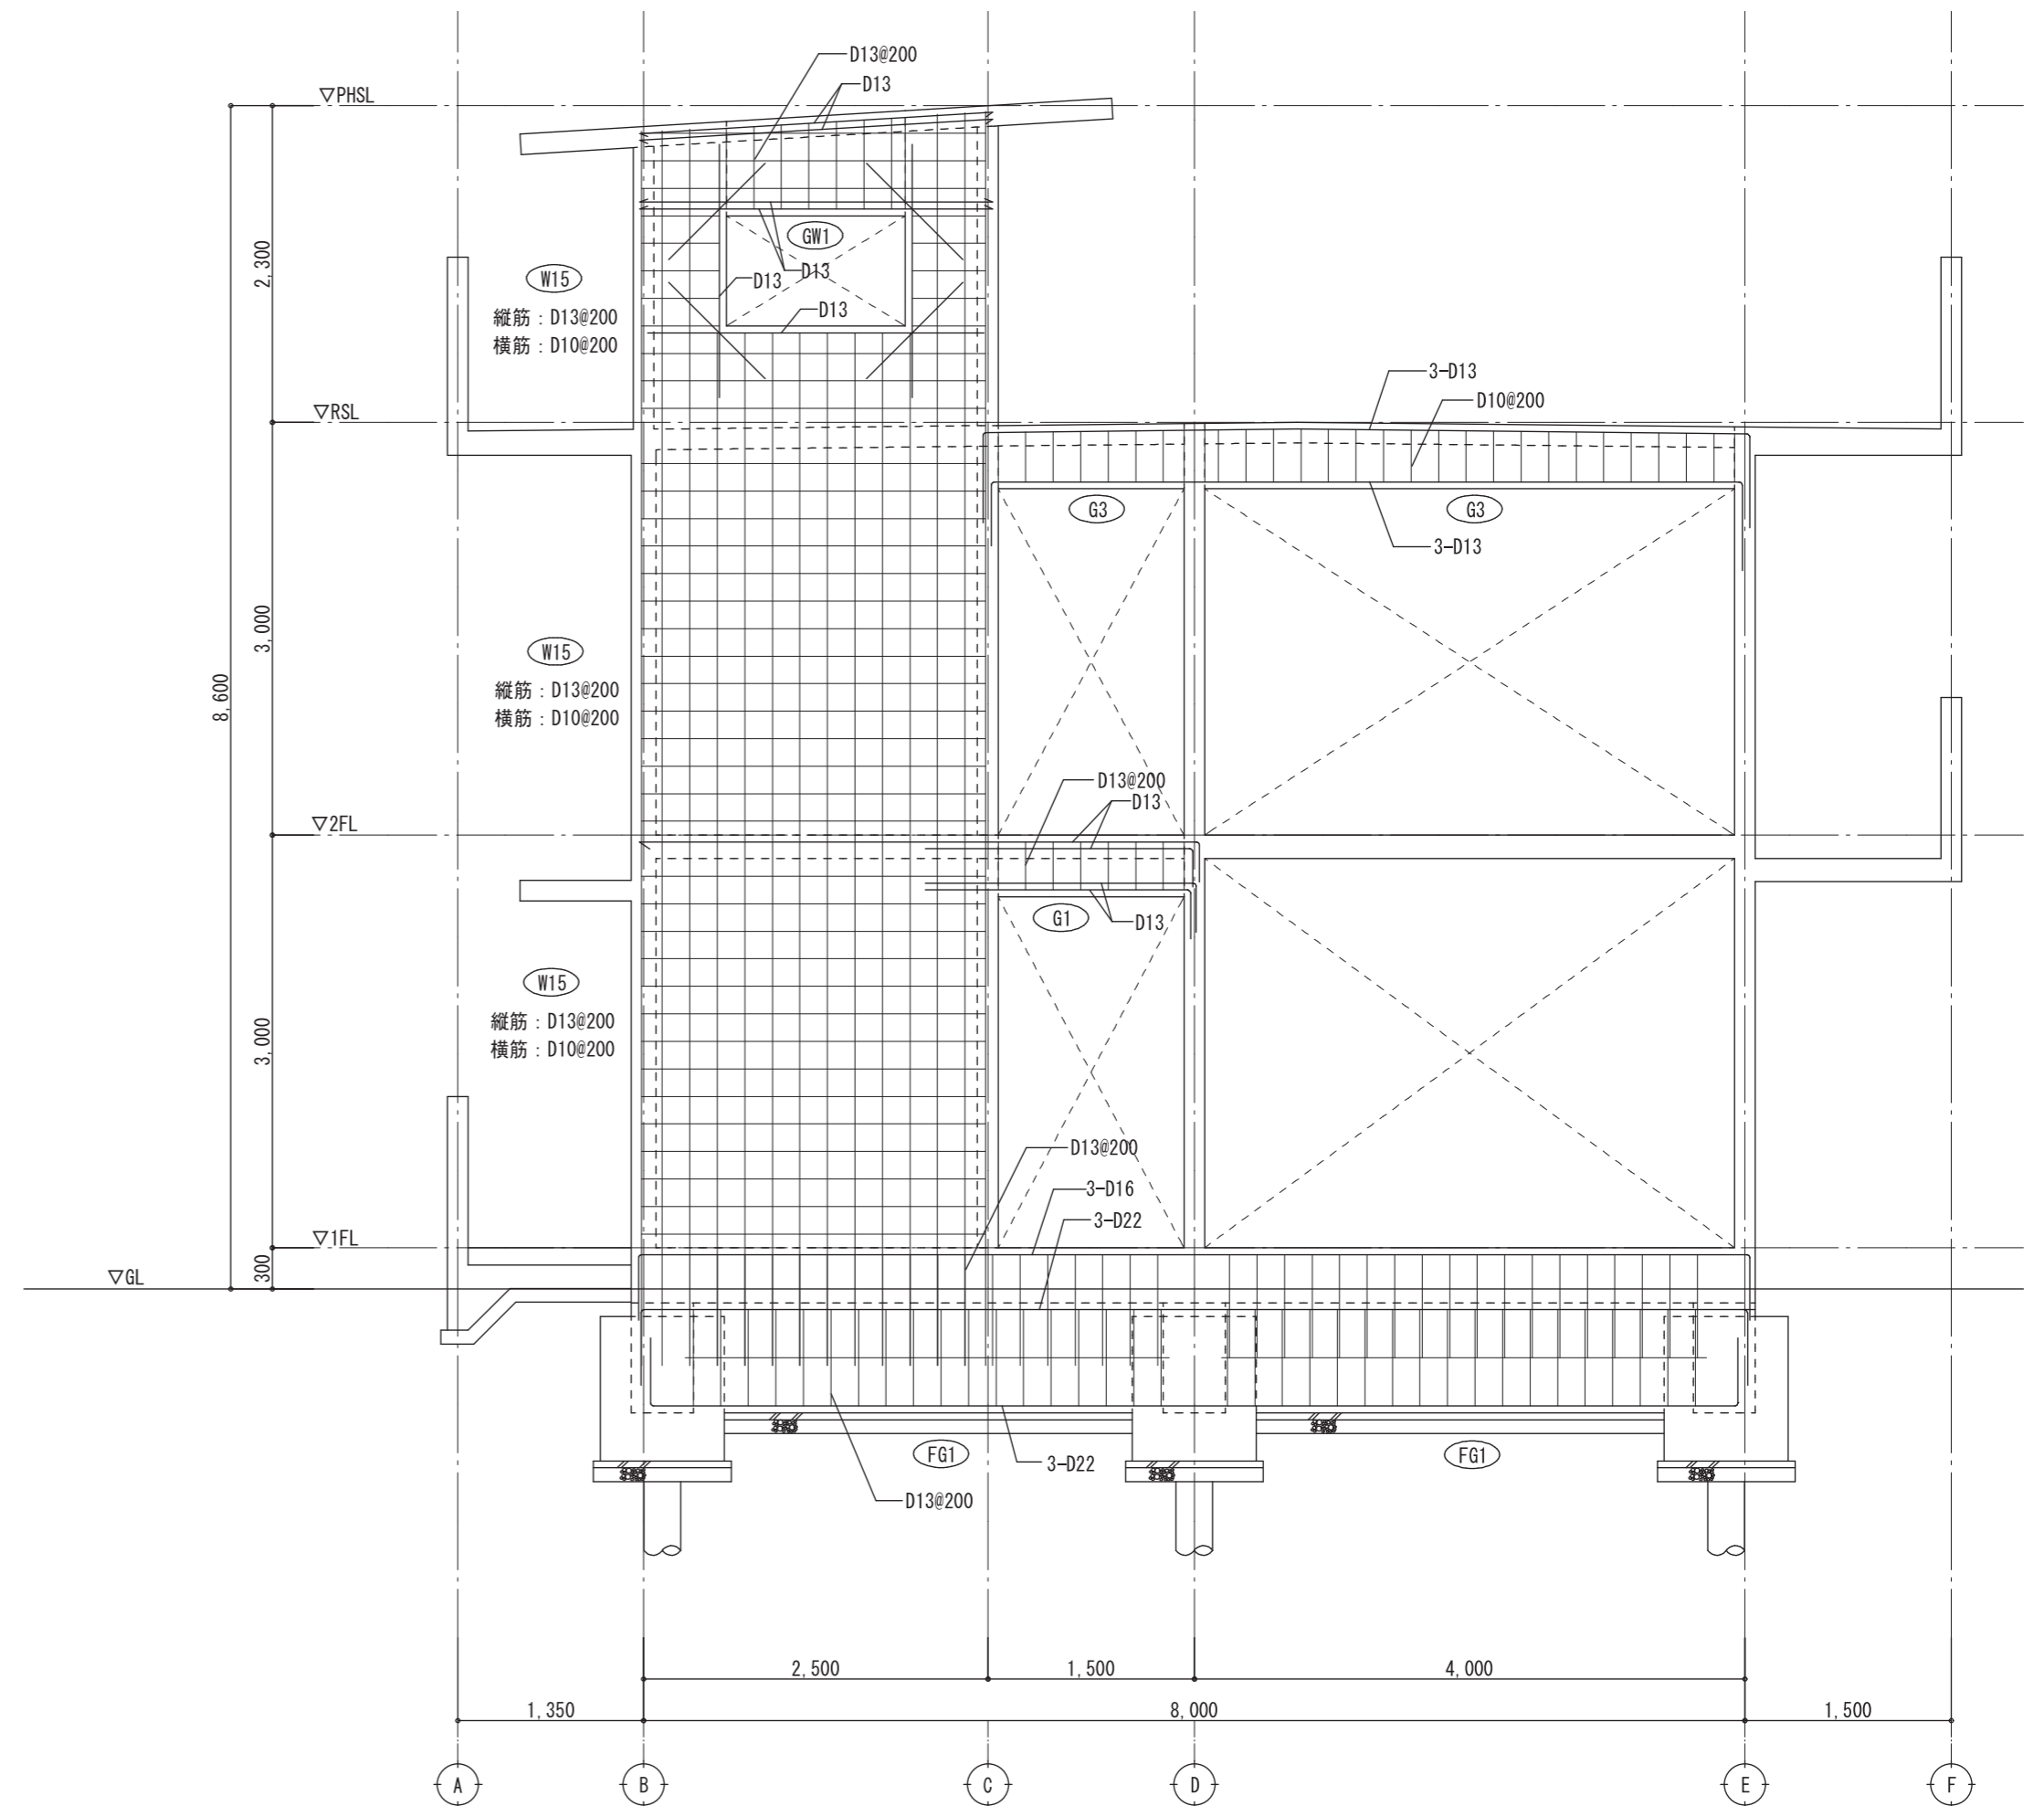 D13@200
D13
▽PHSL
GW1
2,300
W15
D13
D13
縦筋：D13@200
D13
横筋：D10@200
3-D13
D10@200
▽RSL
G3
G3
3-D13
3,000
W15
8,600
縦筋：D13@200
横筋：D10@200
D13@200
D13
▽2FL
G1
D13
W15
縦筋：D13@200
3,000
横筋：D10@200
D13@200
3-D16
3-D22
▽1FL
300
▽GL
FG1
FG1
3-D22
D13@200
2,500
1,500
4,000
1,350
8,000
1,500
A
B
C
D
E
F